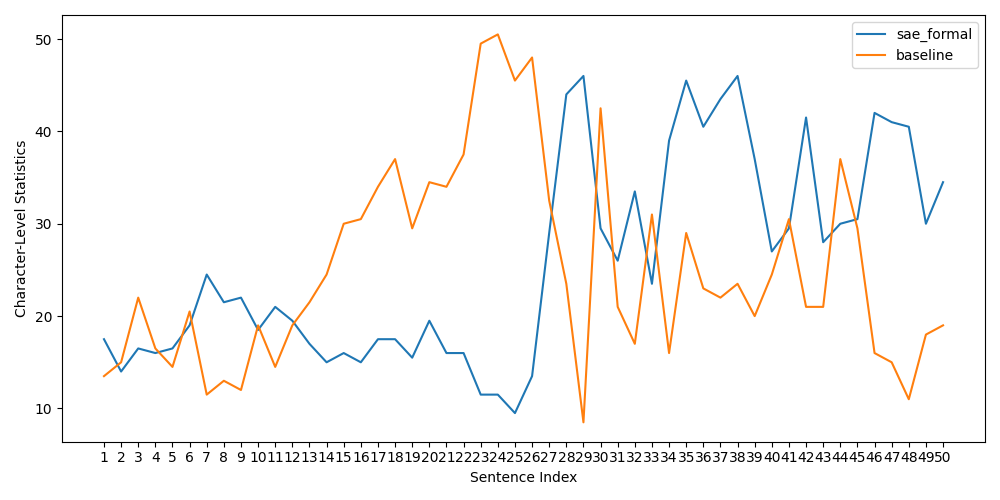 sae_formal
baseline
50
40
30
20
10
Character-Level Statistics
1 2 3 4 5 6 7 8 9 10 11 12 13 14 15 16 17 18 19 20 21 22 23 24 25 26 27 28 29 30 31 32 33 34 35 36 37 38 39 40 41 42 43 44 45 46 47 48 49 50
Sentence Index